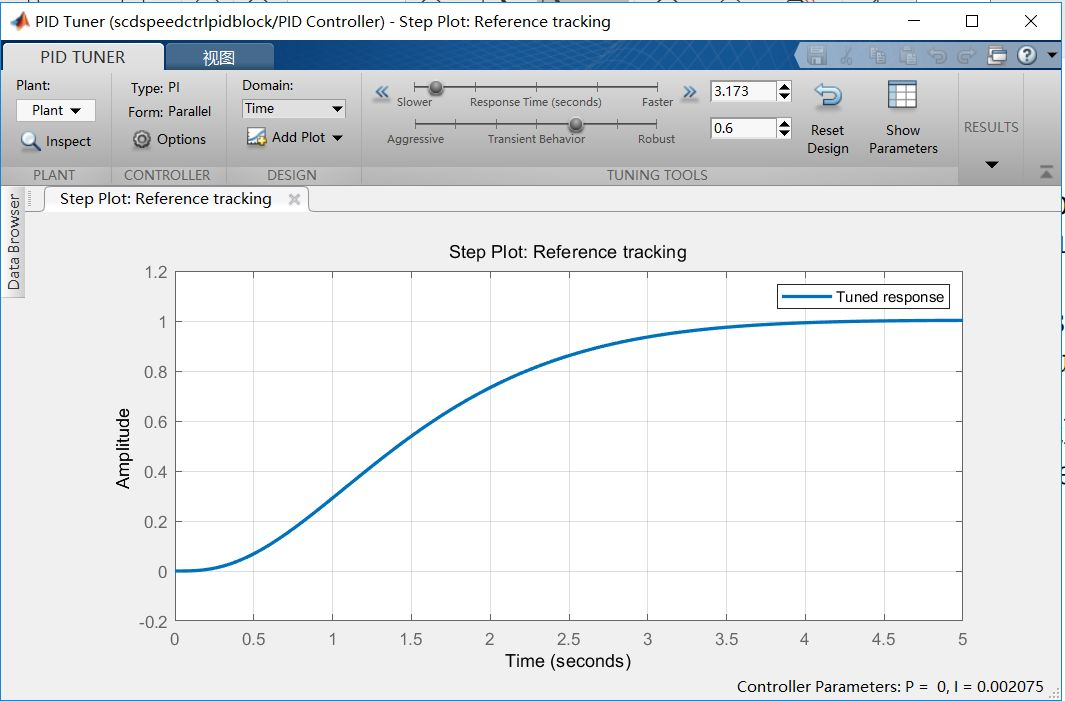 PID Tuner (scdspeedctrlpidblock/PID Controller) - Step Plot: Reference tracking
PID TUNER
视图
Plant:
Plant
Inspect
PLANT
Type: PI
Form: Parallel
Options
CONTROLLER
Domain:
Time
Add Plot
DESIGN
Slower
Response Time (seconds)
Faster
3.173
Aggressive
Transient Behavior
Robust
0.6
Reset
Design
Show
Parameters
TUNING TOOLS
RESULTS
Data Browser
Step Plot: Reference tracking
Step Plot: Reference tracking
Tuned response
Amplitude
1.2
1
0.8
0.6
0.4
0.2
0
-0.2
0 0.5 1 1.5 2 2.5 3 3.5 4 4.5 5
Time (seconds)
Controller Parameters: P = 0, I = 0.002075